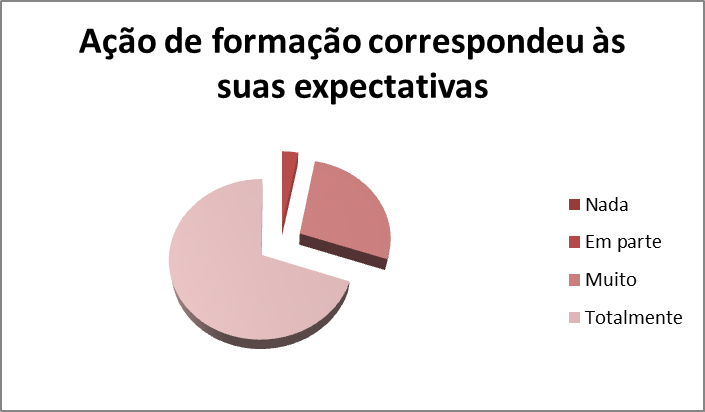 Ação de formação correspondeu às
suas expectativas
Nada
Em parte
Muito
Totalmente